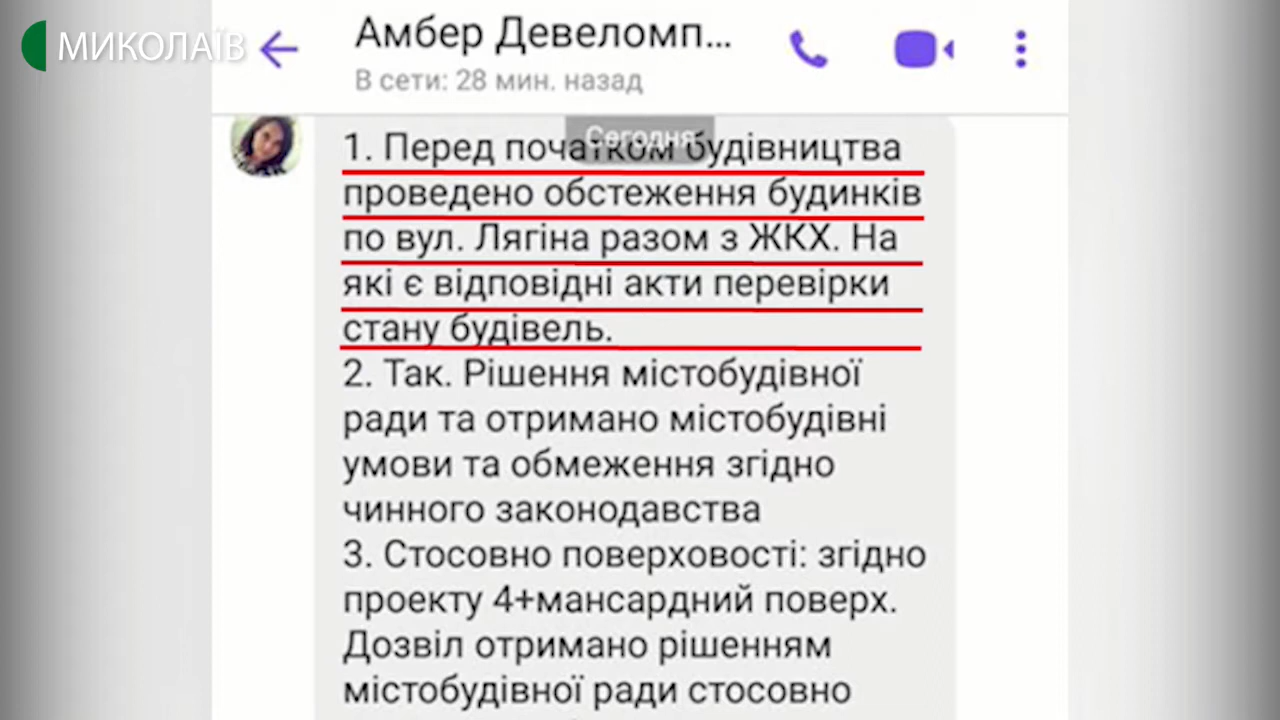 МИКОЛАЇВ
Амбер Девеломп...
В сети: 28 мин. назад
Сегодня
1. Перед початком будівництва
проведено обстеження будинків
по вул. Лягіна разом з ЖКХ. На
які є відповідні акти перевірки
стану будівель.
2. Так. Рішення містобудівної
ради та отримано містобудівні
умови та обмеження згідно
чинного законодавства
3. Стосовно поверховості: згідно
проекту 4+мансардний поверх.
Дозвіл отримано рішенням
містобудівної ради стосовно